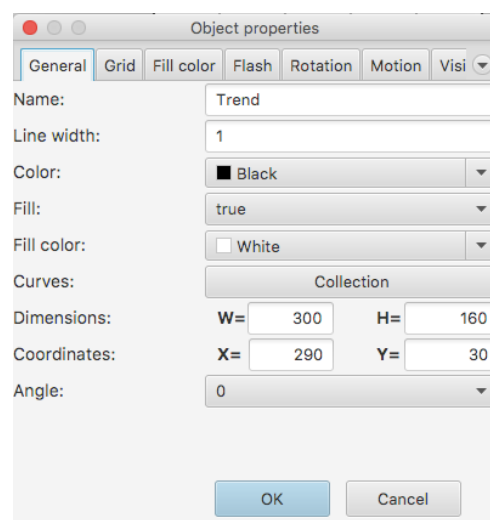 Object properties
General Grid Fill color Flash Rotation Motion Visi
Name: Trend
Line width: 1
Color: Black
Fill: true
Fill color: White
Curves: Collection
Dimensions: W= 300 H= 160
Coordinates: X= 290 Y= 30
Angle: 0
OK Cancel